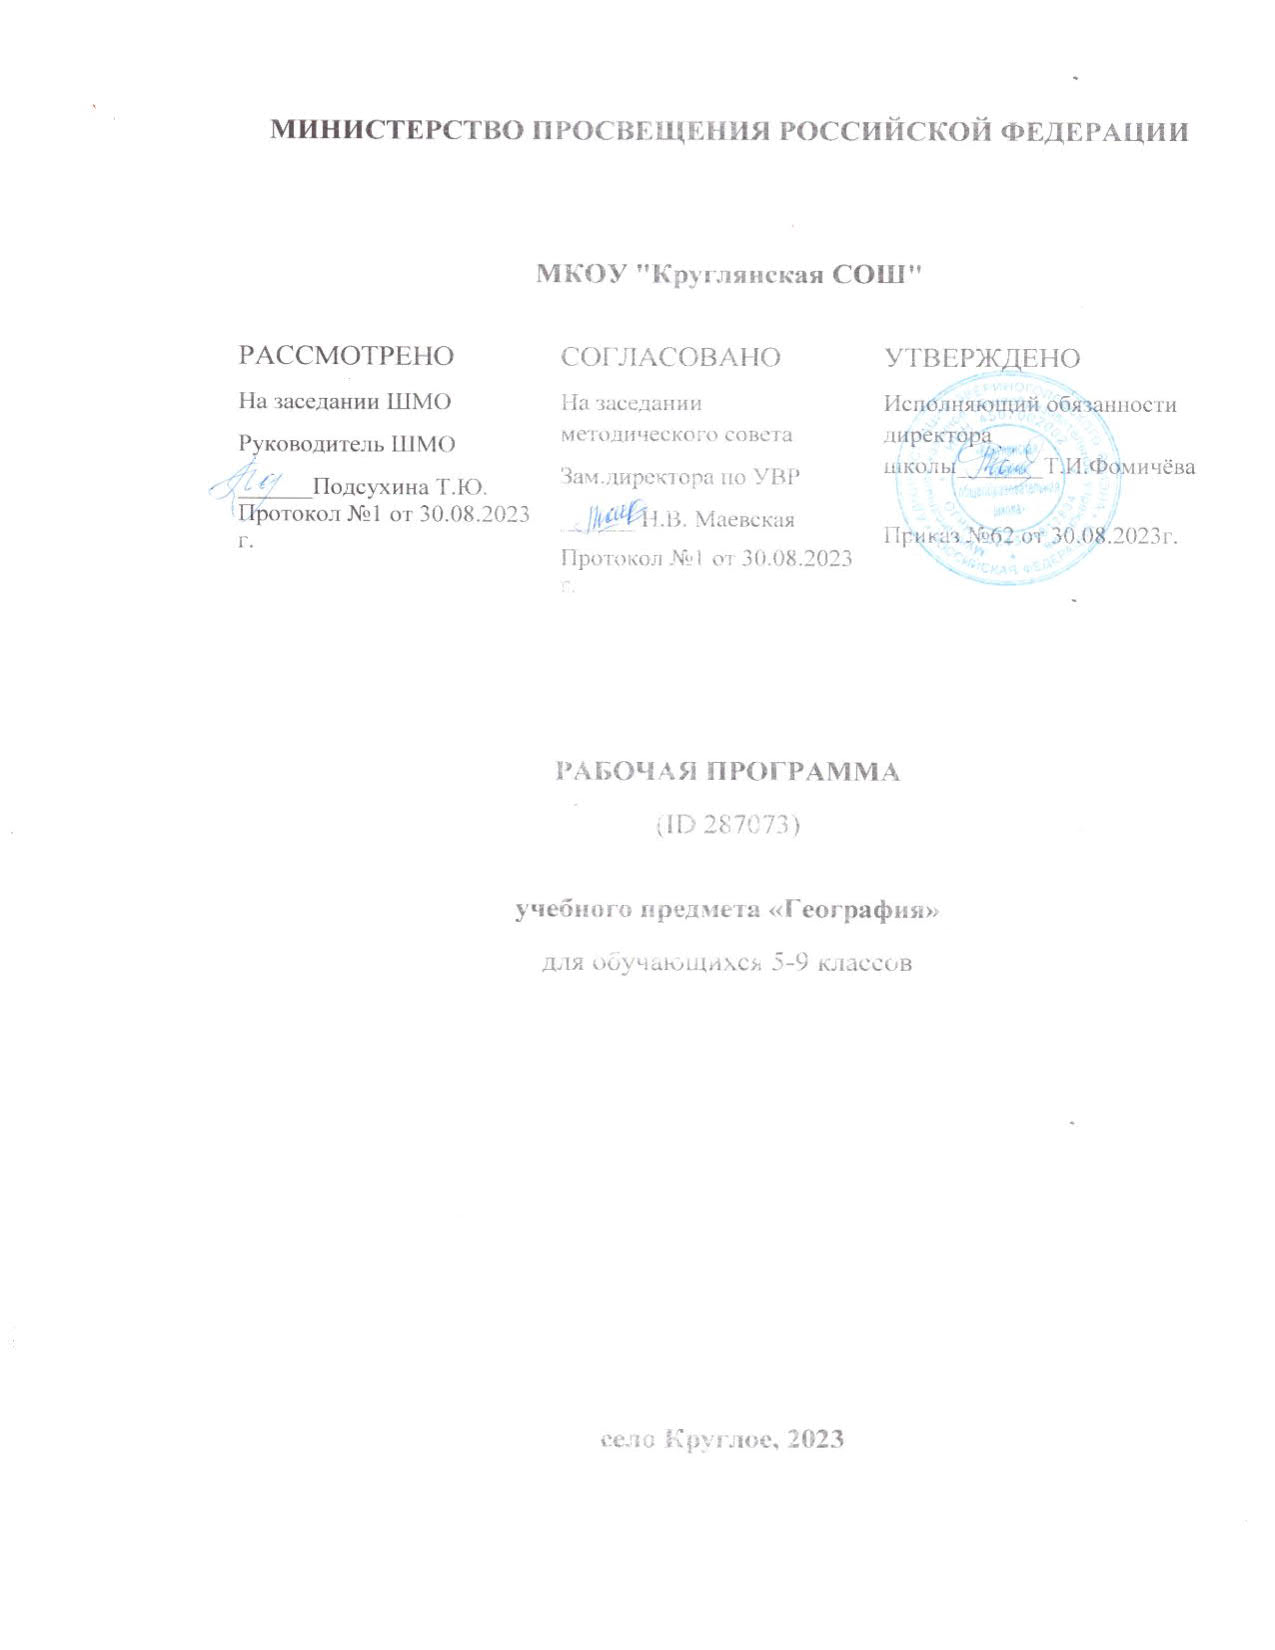 МИНИСТЕРСТВО ПРОСВЕЩЕНИЯ РОССИЙСКОЙ ФЕДЕРАЦИИ
МКОУ "Круглянская СОШ"
РАССМОТРЕНО
На заседании ШМО
Руководитель ШМО
______Подсухина Т.Ю.
Протокол №1 от 30.08.2023
г.
СОГЛАСОВАНО
На заседании
методического совета
Зам.директора по УВР
______Н.В. Маевская
Протокол №1 от 30.08.2023
г.
УТВЕРЖДЕНО
Исполняющий обязанности
директора
школы_______Т.И.Фомичёва
Приказ №62 от 30.08.2023г.
РАБОЧАЯ ПРОГРАММА
(ID 287073)
учебного предмета «География»
для обучающихся 5-9 классов
село Круглое, 2023